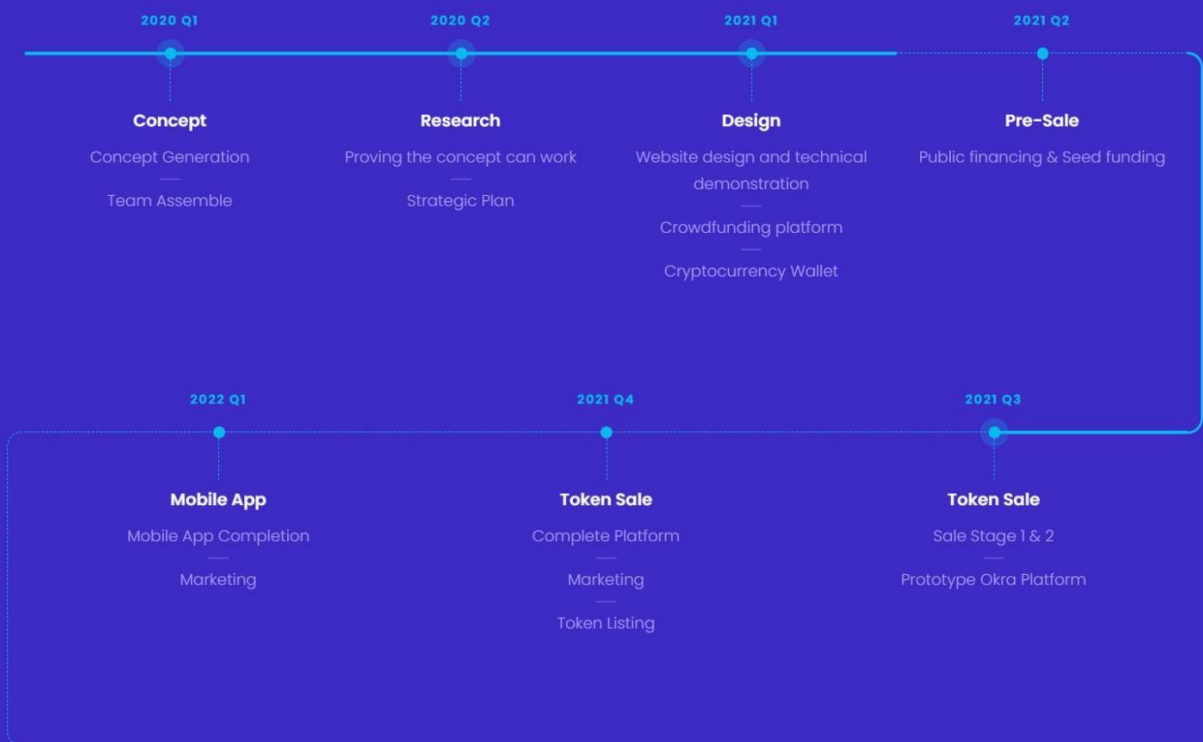 2020 Q1
Concept
Concept Generation
Team Assemble
2020 Q2
Research
Proving the concept can work
Strategic Plan
2021 Q1
Design
Website design and technical
demonstration
Crowdfunding platform
Cryptocurrency Wallet
2021 Q2
Pre-Sale
Public financing & Seed funding
2021 Q3
Token Sale
Sale Stage 1 & 2
Prototype Okra Platform
2021 Q4
Token Sale
Complete Platform
Marketing
Token Listing
2022 Q1
Mobile App
Mobile App Completion
Marketing